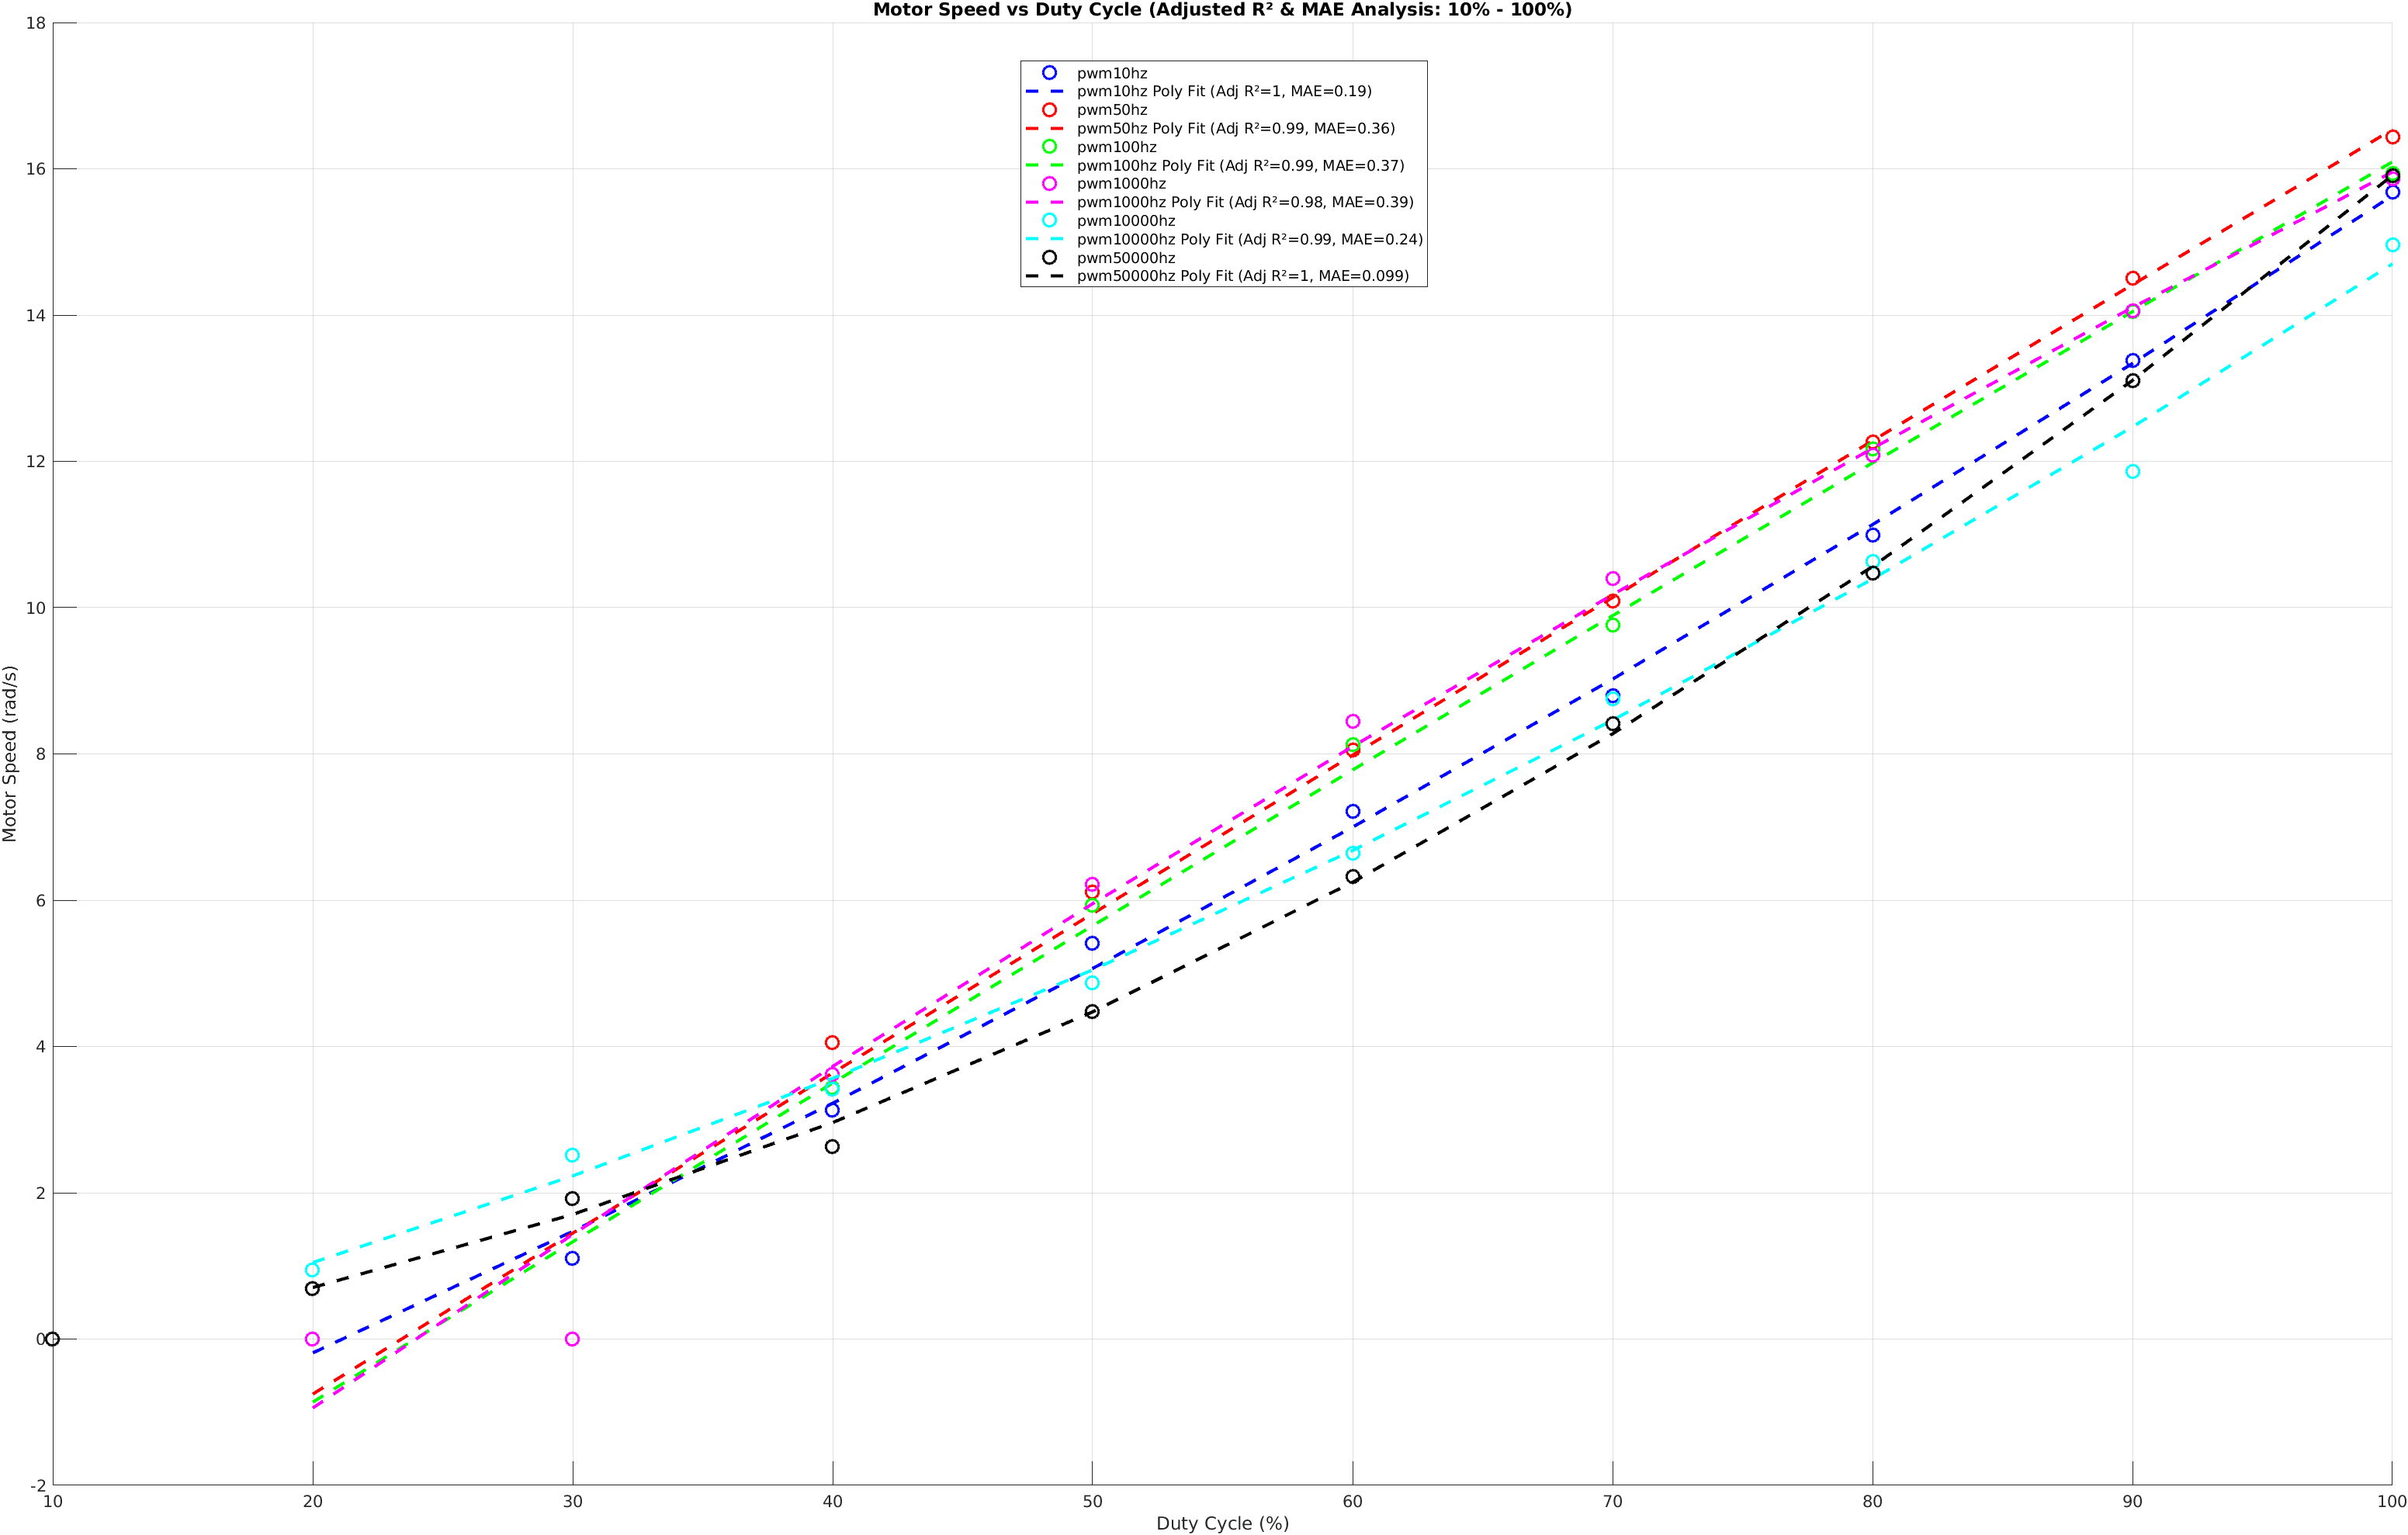 Motor Speed vs Duty Cycle (Adjusted R² & MAE Analysis: 10% - 100%)
pwm10hz
pwm10hz Poly Fit (Adj R²=1, MAE=0.19)
pwm50hz
pwm50hz Poly Fit (Adj R²=0.99, MAE=0.36)
pwm100hz
pwm100hz Poly Fit (Adj R²=0.99, MAE=0.37)
pwm1000hz
pwm1000hz Poly Fit (Adj R²=0.98, MAE=0.39)
pwm10000hz
pwm10000hz Poly Fit (Adj R²=0.99, MAE=0.24)
pwm50000hz
pwm50000hz Poly Fit (Adj R²=1, MAE=0.099)
Motor Speed (rad/s)
18
16
14
12
10
8
6
4
2
0
-2
10 20 30 40 50 60 70 80 90 100
Duty Cycle (%)